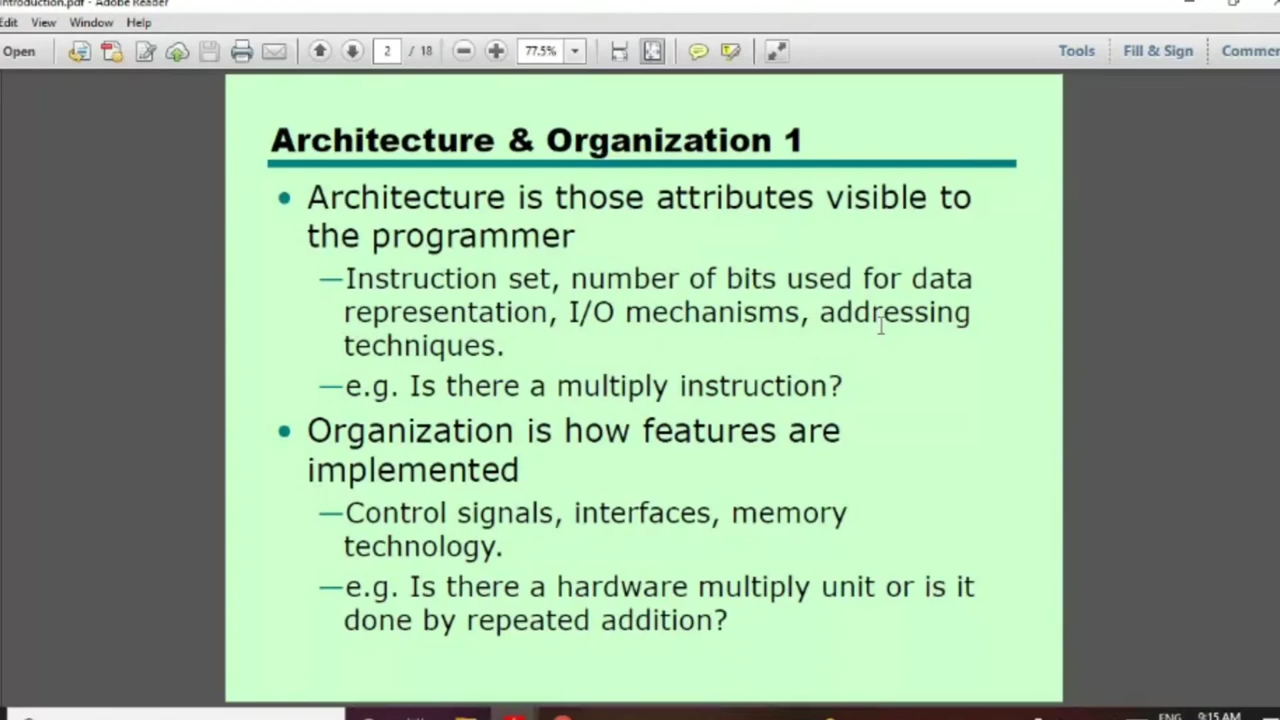 Introduction.pdf - Adobe Reader
Edit View Window Help
Open 2 / 18 77.5% Tools Fill & Sign
Architecture & Organization 1
• Architecture is those attributes visible to
the programmer
—Instruction set, number of bits used for data
representation, I/O mechanisms, addressing
techniques.
—e.g. Is there a multiply instruction?
• Organization is how features are
implemented
—Control signals, interfaces, memory
technology.
—e.g. Is there a hardware multiply unit or is it
done by repeated addition?
ENG 9:15 AM